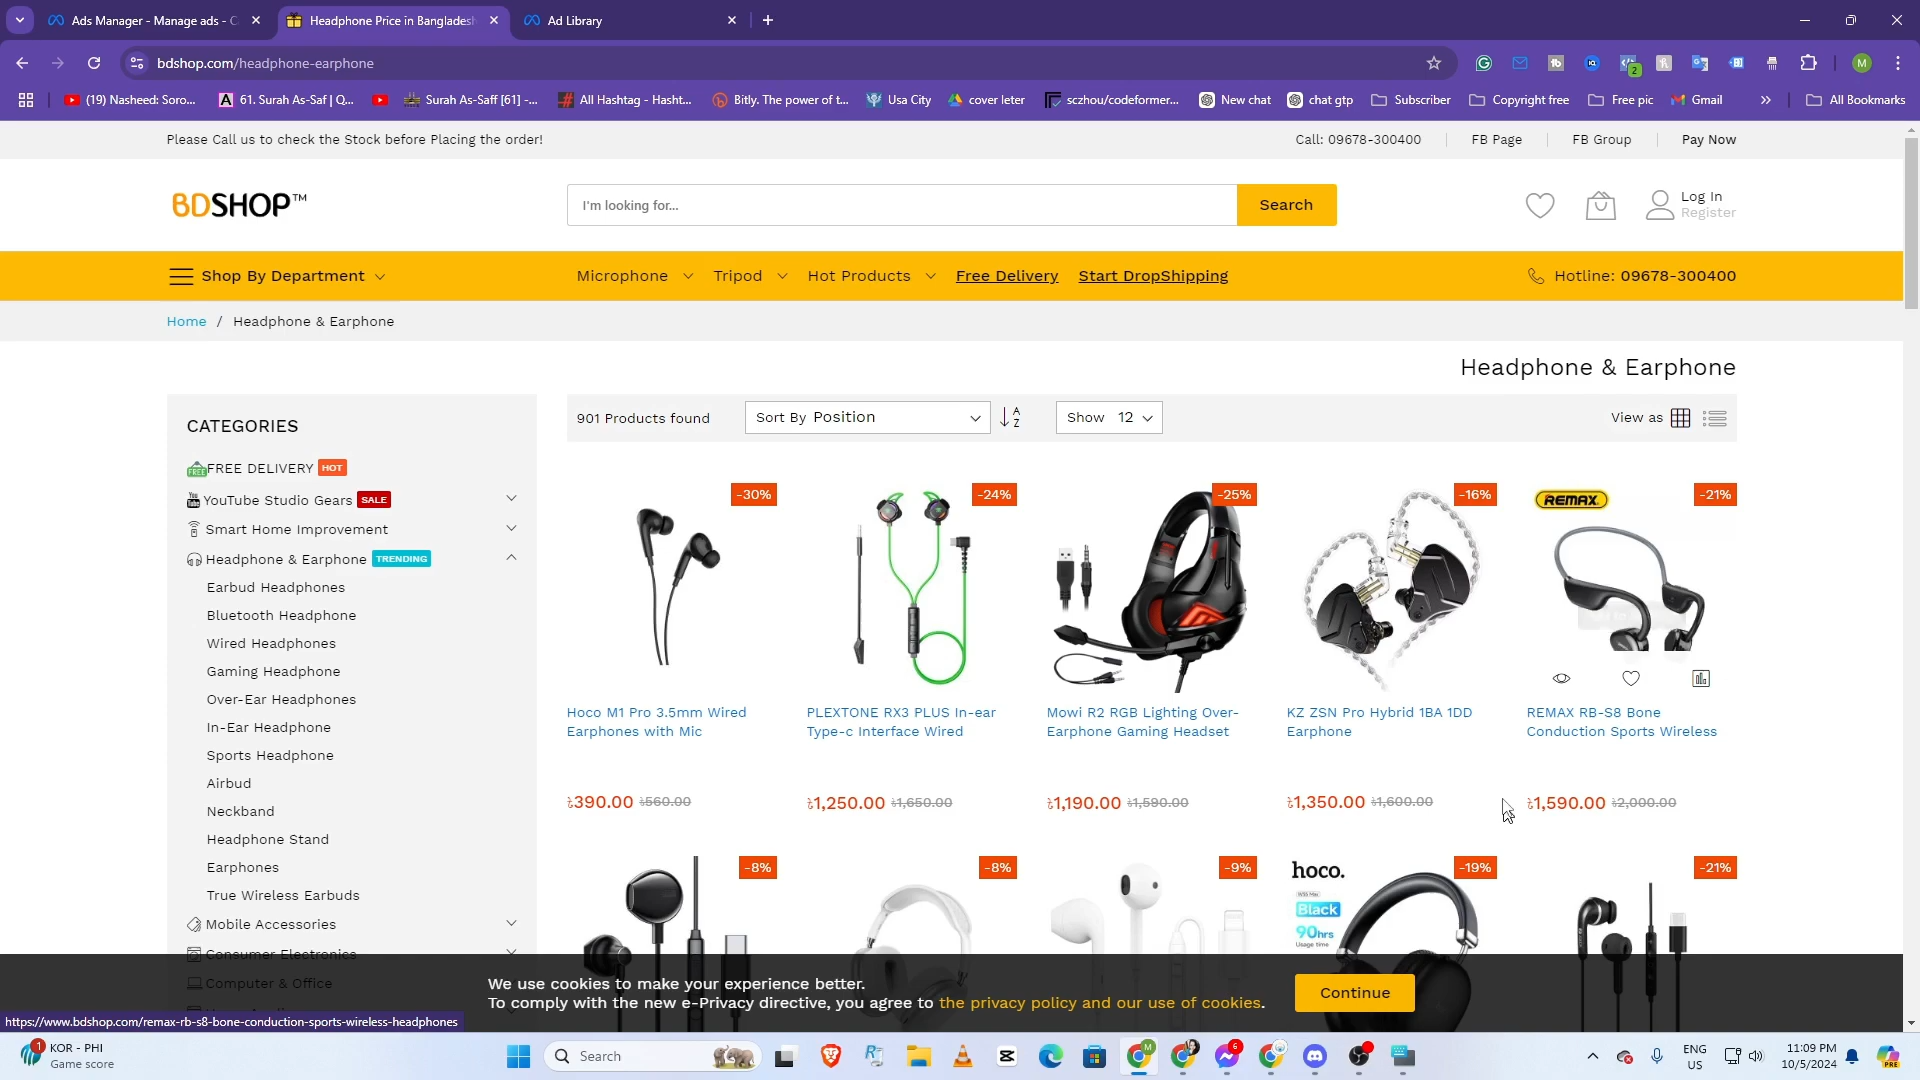 Ads Manager - Manage ads - C
Headphone Price in Bangladesh
Ad Library
bdshop.com/headphone-earphone
(19) Nasheed: Soro...
61. Surah As-Saf | Q...
Surah As-Saff [61] -...
All Hashtag - Hasht...
Bitly. The power of t...
Usa City
cover leter
sczhou/codeformer...
New chat
chat gtp
Subscriber
Copyright free
Free pic
Gmail
All Bookmarks
Please Call us to check the Stock before Placing the order!
Call: 09678-300400
FB Page
FB Group
Pay Now
BDSHOP™
I'm looking for...
Search
Log In
Register
Shop By Department
Microphone
Tripod
Hot Products
Free Delivery
Start DropShipping
Hotline: 09678-300400
Home / Headphone & Earphone
Headphone & Earphone
CATEGORIES
FREE DELIVERY HOT
YouTube Studio Gears SALE
Smart Home Improvement
Headphone & Earphone TRENDING
Earbud Headphones
Bluetooth Headphone
Wired Headphones
Gaming Headphone
Over-Ear Headphones
In-Ear Headphone
Sports Headphone
Airbud
Neckband
Headphone Stand
Earphones
True Wireless Earbuds
Mobile Accessories
Consumer Electronics
Computer & Office
901 Products found
Sort By Position
Show 12
View as
-30%
-24%
-25%
-16%
REMAX
-21%
Hoco M1 Pro 3.5mm Wired
Earphones with Mic
PLEXTONE RX3 PLUS In-ear
Type-c Interface Wired
Mowi R2 RGB Lighting Over-
Earphone Gaming Headset
KZ ZSN Pro Hybrid 1BA 1DD
Earphone
REMAX RB-S8 Bone
Conduction Sports Wireless
৳390.00 ৳560.00
৳1,250.00 ৳1,650.00
৳1,190.00 ৳1,590.00
৳1,350.00 ৳1,600.00
৳1,590.00 ৳2,000.00
-8%
-8%
-9%
hoco.
Black
90hrs
Usage time
-19%
-21%
We use cookies to make your experience better.
To comply with the new e-Privacy directive, you agree to the privacy policy and our use of cookies.
Continue
https://www.bdshop.com/remax-rb-s8-bone-conduction-sports-wireless-headphones
KOR - PHI
Game score
Search
ENG
US
11:09 PM
10/5/2024